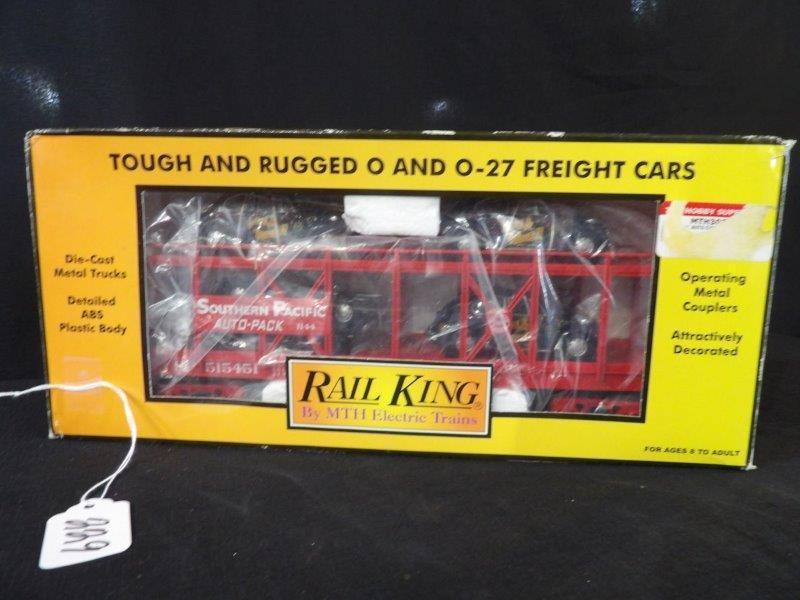 TOUGH AND RUGGED O AND O-27 FREIGHT CARS
HOBBY
Die-Cast
Metal Trucks
Detailed
ABS
Plastic Body
SOUTHERN PACIFIC
AUTO-PACK
515451
Operating
Metal
Couplers
Attractively
Decorated
RAIL KING®
By MTH Electric Trains
FOR AGES 8 TO ADULT